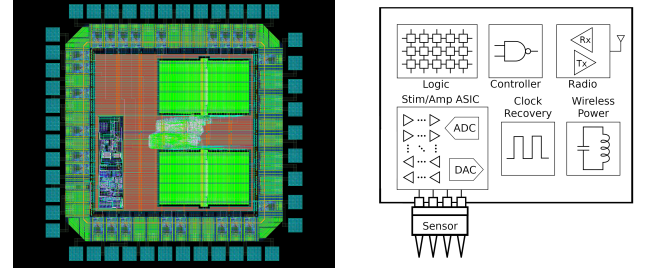 Logic
Controller
Rx
Tx
Radio
Stim/Amp ASIC
ADC
DAC
Clock
Recovery
Wireless
Power
Sensor